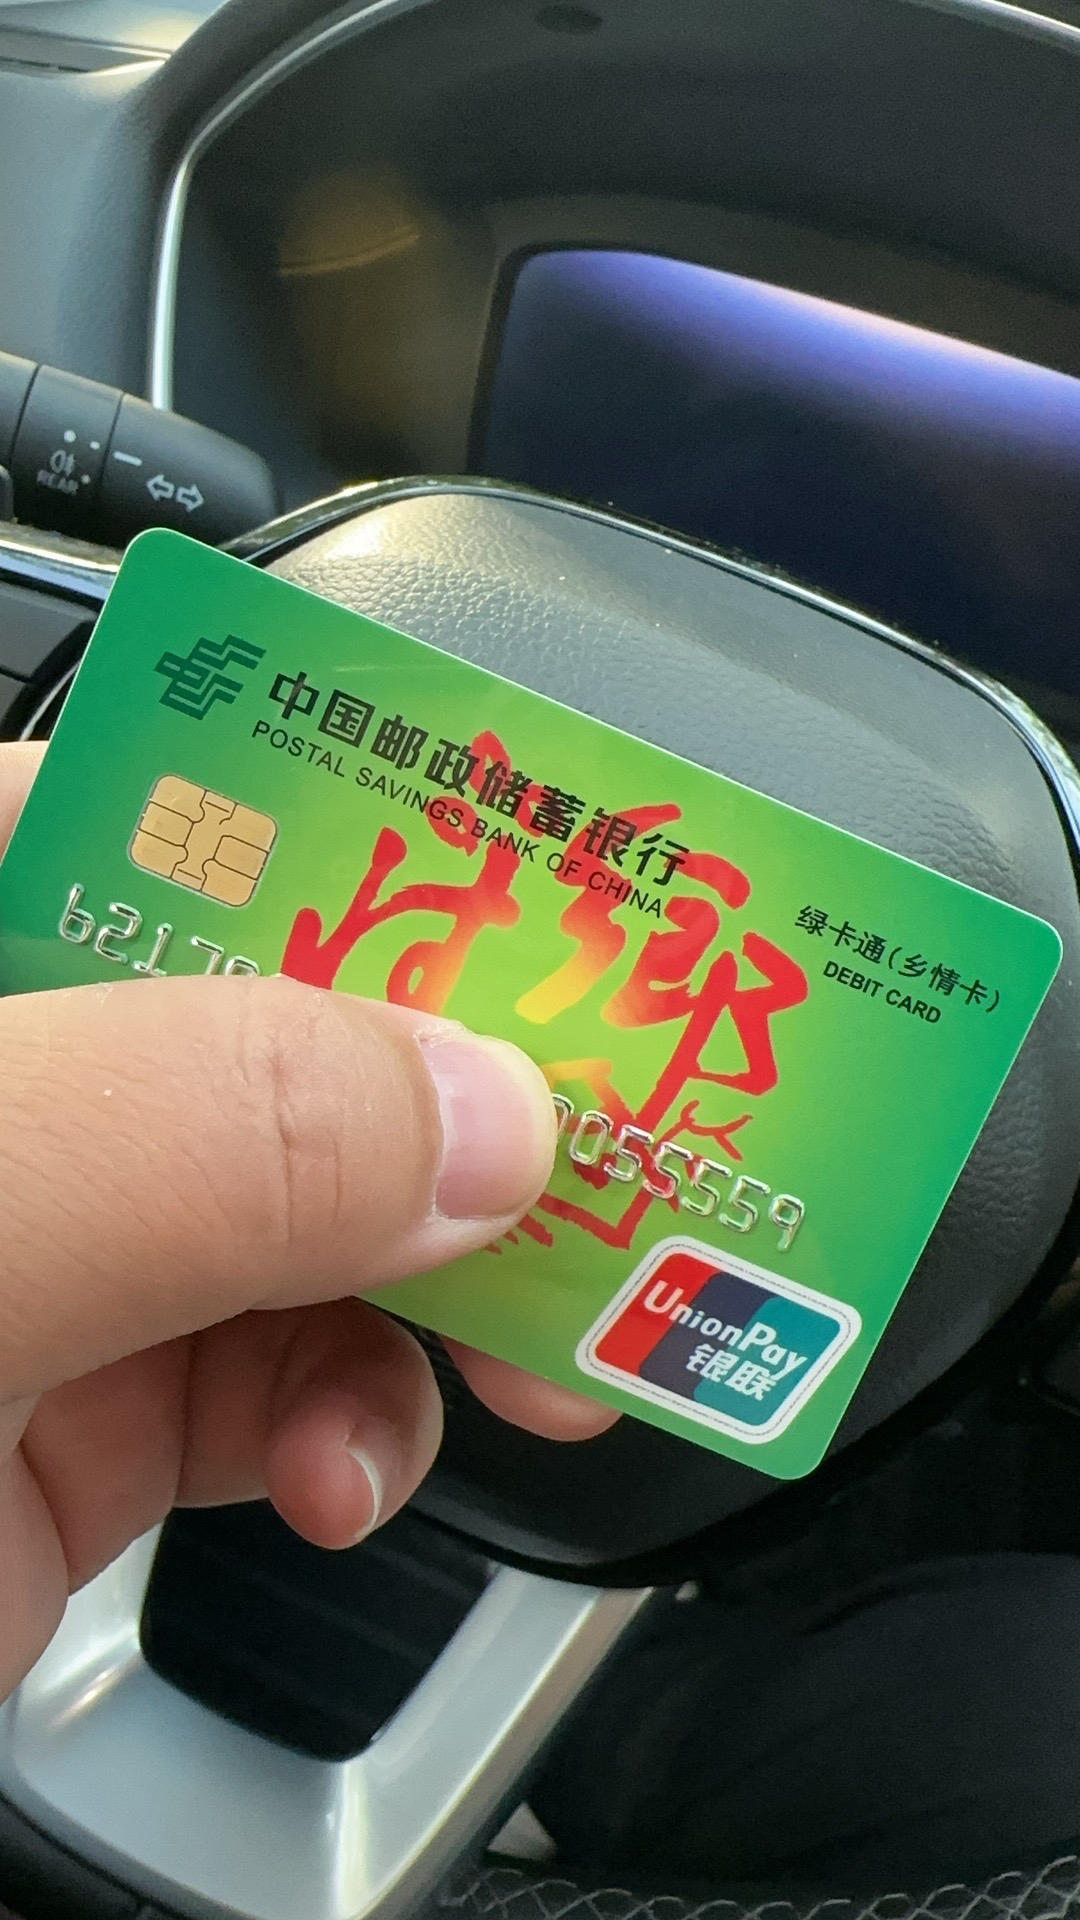 REAR
中国邮政储蓄银行
POSTAL SAVINGS BANK OF CHINA
绿卡通(乡情卡)
DEBIT CARD
62179
0055559
UnionPay
银联